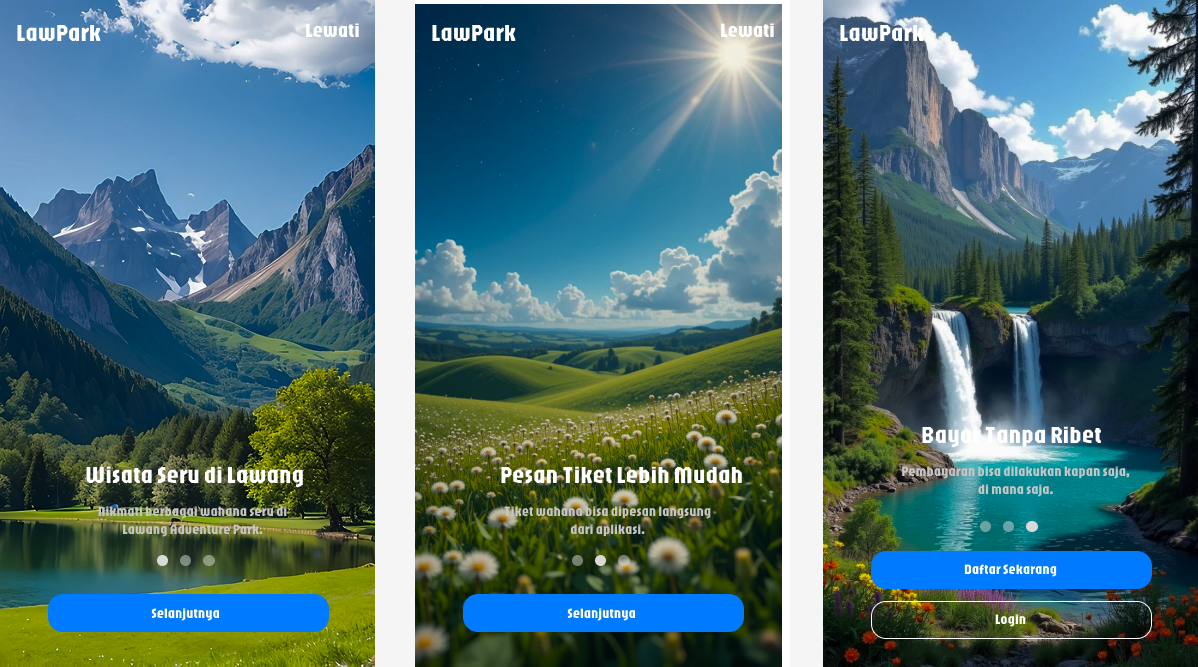 LawPark
Lewati
Wisata Seru di Lawang
Nikmati berbagai wahana seru di
Lawang Adventure Park.
Selanjutnya
LawPark
Lewati
Pesan Tiket Lebih Mudah
Tiket wahana bisa dipesan langsung
dari aplikasi.
Selanjutnya
LawPark
Bayar Tanpa Ribet
Pembayaran bisa dilakukan kapan saja,
di mana saja.
Daftar Sekarang
Login